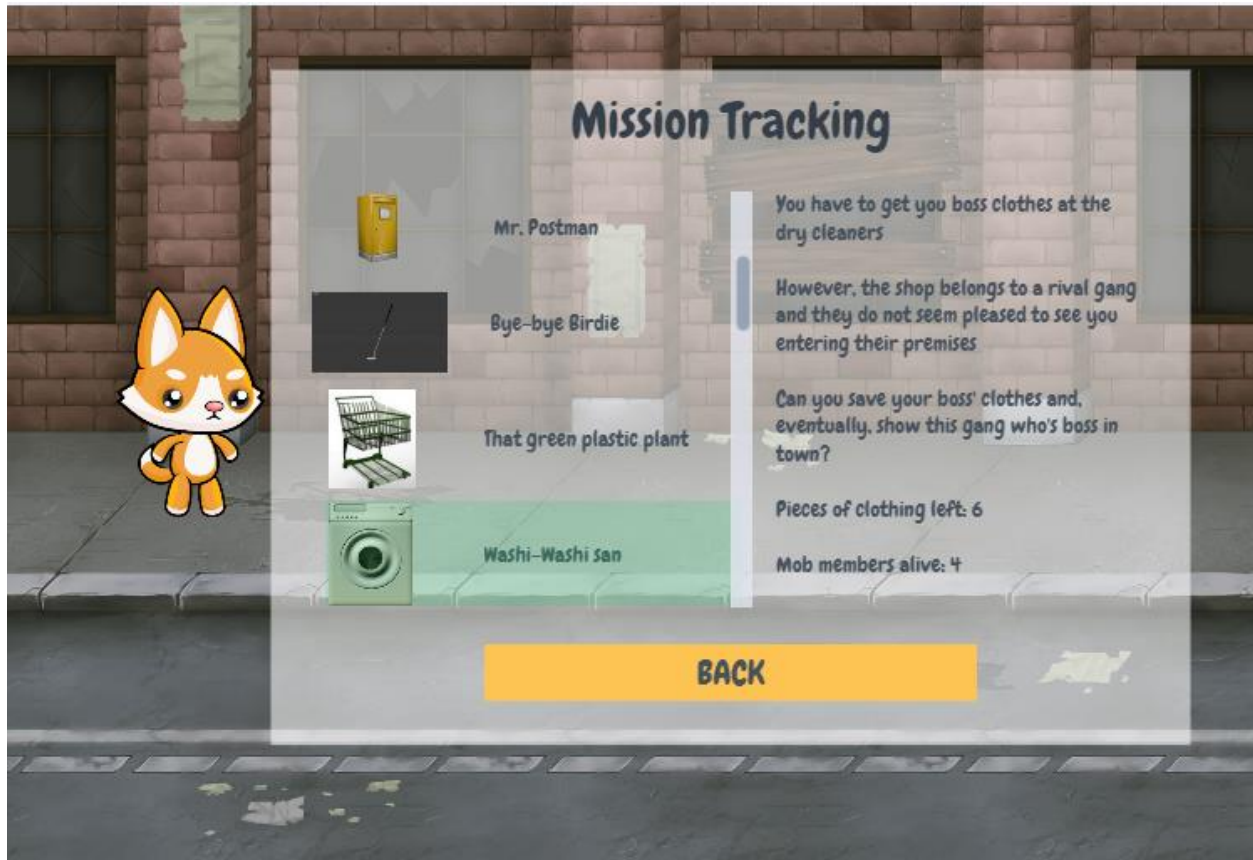 Mission Tracking
Mr. Postman
Bye-bye Birdie
That green plastic plant
Washi-Washi san
You have to get you boss clothes at the
dry cleaners
However, the shop belongs to a rival gang
and they do not seem pleased to see you
entering their premises
Can you save your boss' clothes and,
eventually, show this gang who's boss in
town?
Pieces of clothing left: 6
Mob members alive: 4
BACK